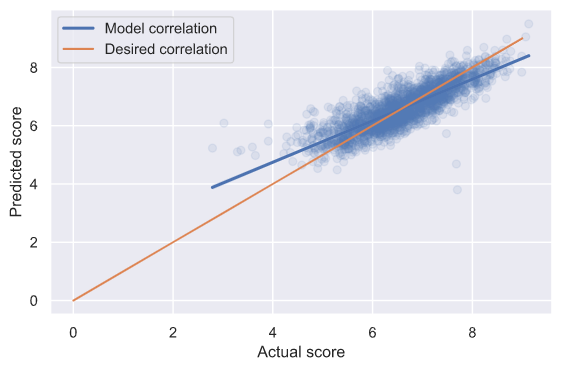 Model correlation
Desired correlation
Predicted score
8
6
4
2
0
0 2 4 6 8
Actual score